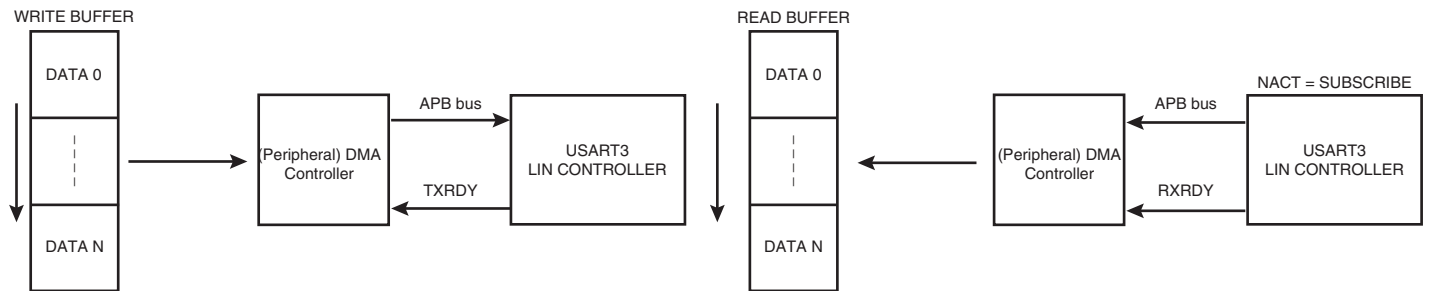 WRITE BUFFER
DATA 0
DATA N
(Peripheral) DMA
Controller
APB bus
TXRDY
USART3
LIN CONTROLLER
READ BUFFER
DATA 0
DATA N
(Peripheral) DMA
Controller
APB bus
RXRDY
NACT = SUBSCRIBE
USART3
LIN CONTROLLER